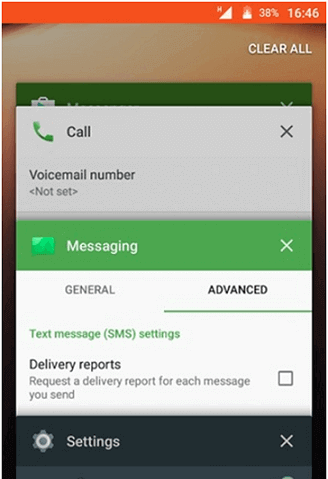 H 38% 16:46
CLEAR ALL
Call
Voicemail number
<Not set>
Messaging
GENERAL ADVANCED
Text message (SMS) settings
Delivery reports
Request a delivery report for each message
you send
Settings